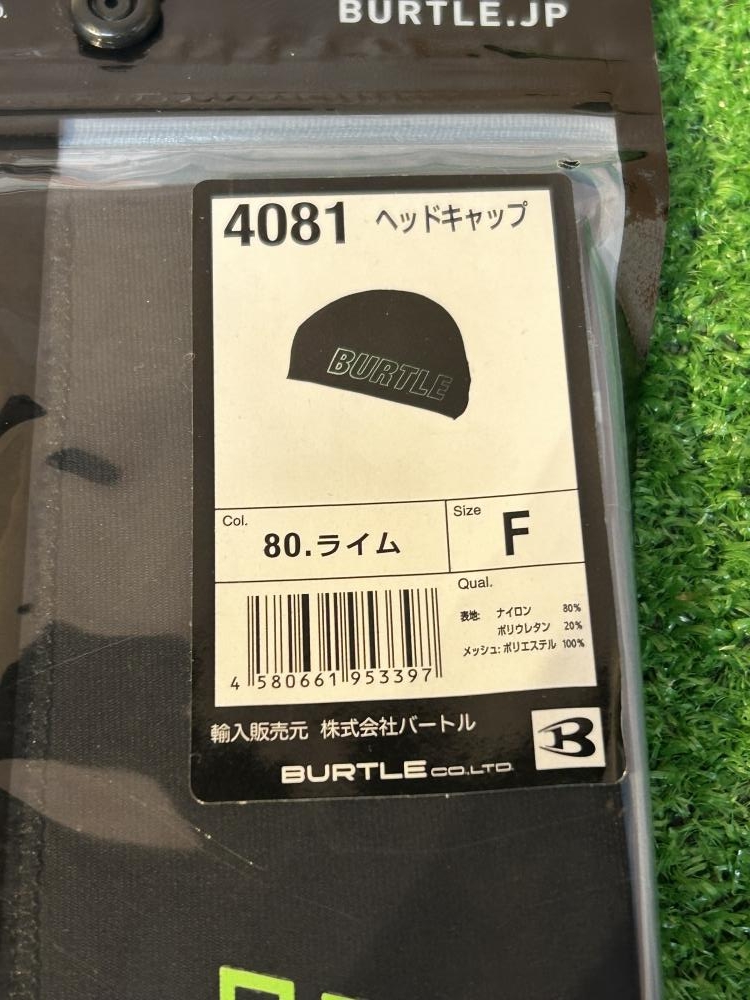 BURTLE.JP
4081 ヘッドキャップ
BURTLE
Col.
80.ライム
Size
F
Qual.
表地: ナイロン 80%
ポリウレタン 20%
メッシュ: ポリエステル 100%
4 580661 953397
輸入販売元 株式会社バートル
BURTLE CO.,LTD.
B